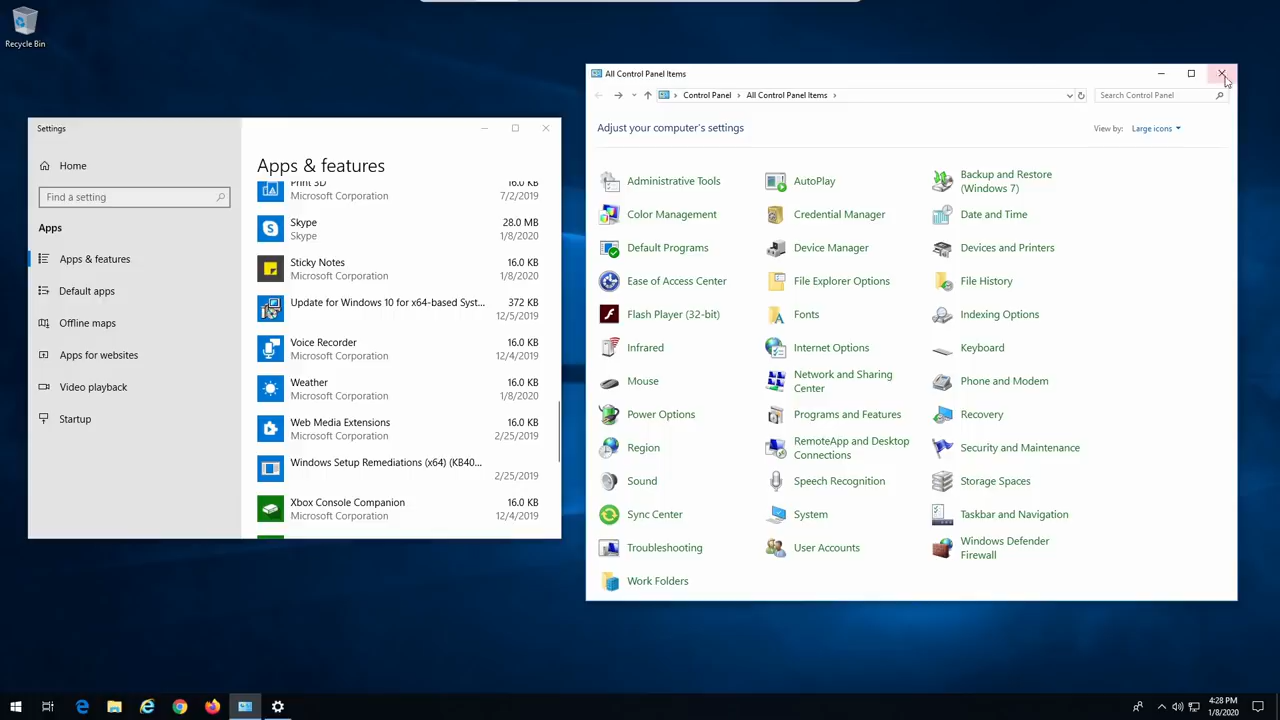 Recycle Bin
Settings
Home
Find a setting
Apps
Apps & features
Default apps
Offline maps
Apps for websites
Video playback
Startup
Apps & features
Print 3D 16.0 KB
Microsoft Corporation 7/2/2019
Skype 28.0 MB
Skype 1/8/2020
Sticky Notes 16.0 KB
Microsoft Corporation 1/8/2020
Update for Windows 10 for x64-based Syst... 372 KB
12/5/2019
Voice Recorder 16.0 KB
Microsoft Corporation 12/4/2019
Weather 16.0 KB
Microsoft Corporation 1/8/2020
Web Media Extensions 16.0 KB
Microsoft Corporation 2/25/2019
Windows Setup Remediations (x64) (KB40...
2/25/2019
Xbox Console Companion 16.0 KB
Microsoft Corporation 12/4/2019
All Control Panel Items
Control Panel > All Control Panel Items >
Search Control Panel
Adjust your computer's settings
View by: Large icons
Administrative Tools
AutoPlay
Backup and Restore
(Windows 7)
Color Management
Credential Manager
Date and Time
Default Programs
Device Manager
Devices and Printers
Ease of Access Center
File Explorer Options
File History
Flash Player (32-bit)
Fonts
Indexing Options
Infrared
Internet Options
Keyboard
Mouse
Network and Sharing
Center
Phone and Modem
Power Options
Programs and Features
Recovery
Region
RemoteApp and Desktop
Connections
Security and Maintenance
Sound
Speech Recognition
Storage Spaces
Sync Center
System
Taskbar and Navigation
Troubleshooting
User Accounts
Windows Defender
Firewall
Work Folders
4:28 PM
1/8/2020